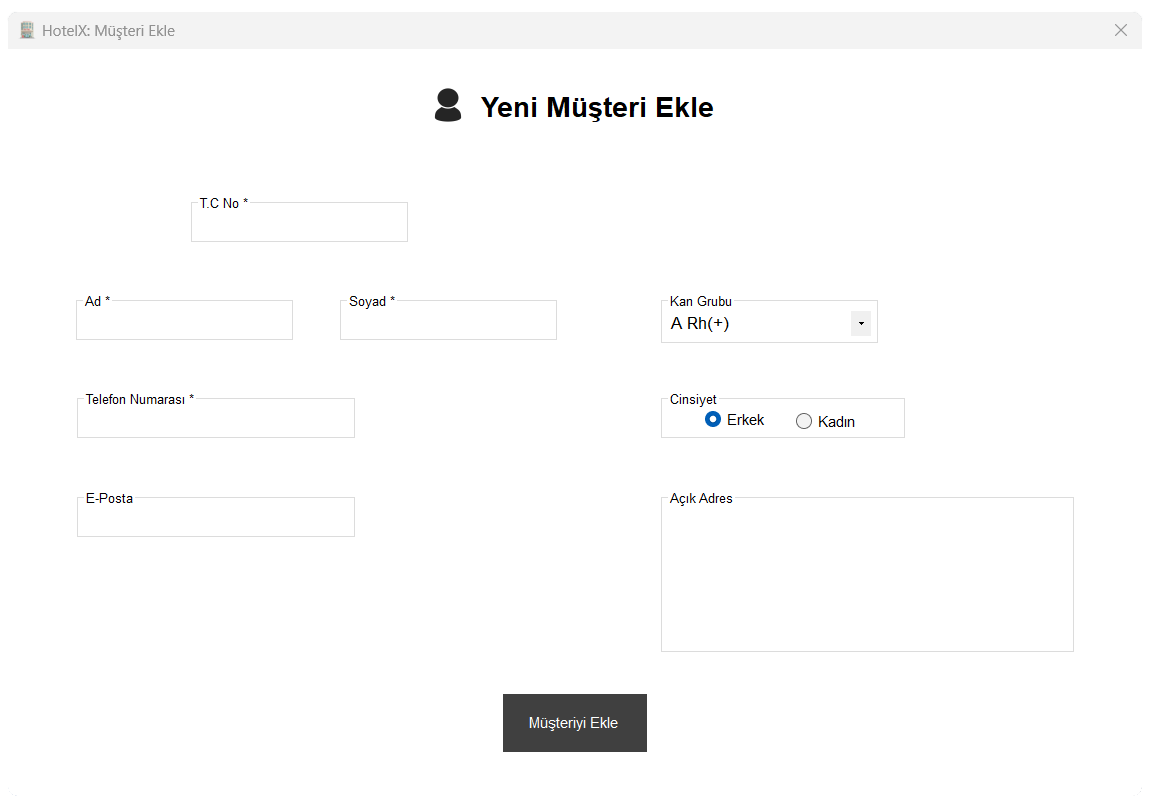 HotelX: Müşteri Ekle
Yeni Müşteri Ekle
T.C No *
Ad *
Soyad *
Kan Grubu
A Rh(+)
Telefon Numarası *
Cinsiyet
Erkek
Kadın
E-Posta
Açık Adres
Müşteriyi Ekle